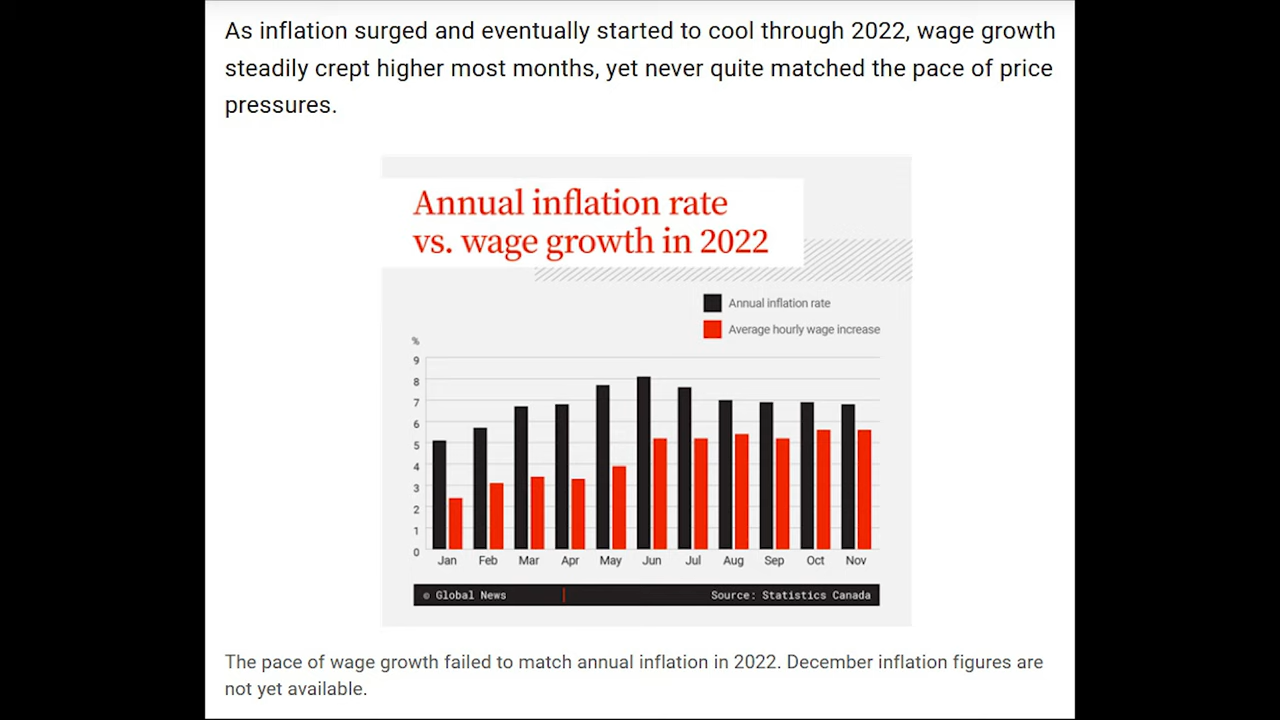 As inflation surged and eventually started to cool through 2022, wage growth
steadily crept higher most months, yet never quite matched the pace of price
pressures.
Annual inflation rate
vs. wage growth in 2022
Annual inflation rate
Average hourly wage increase
%
9
8
7
6
5
4
3
2
1
0
Jan Feb Mar Apr May Jun Jul Aug Sep Oct Nov
© Global News Source: Statistics Canada
The pace of wage growth failed to match annual inflation in 2022. December inflation figures are
not yet available.